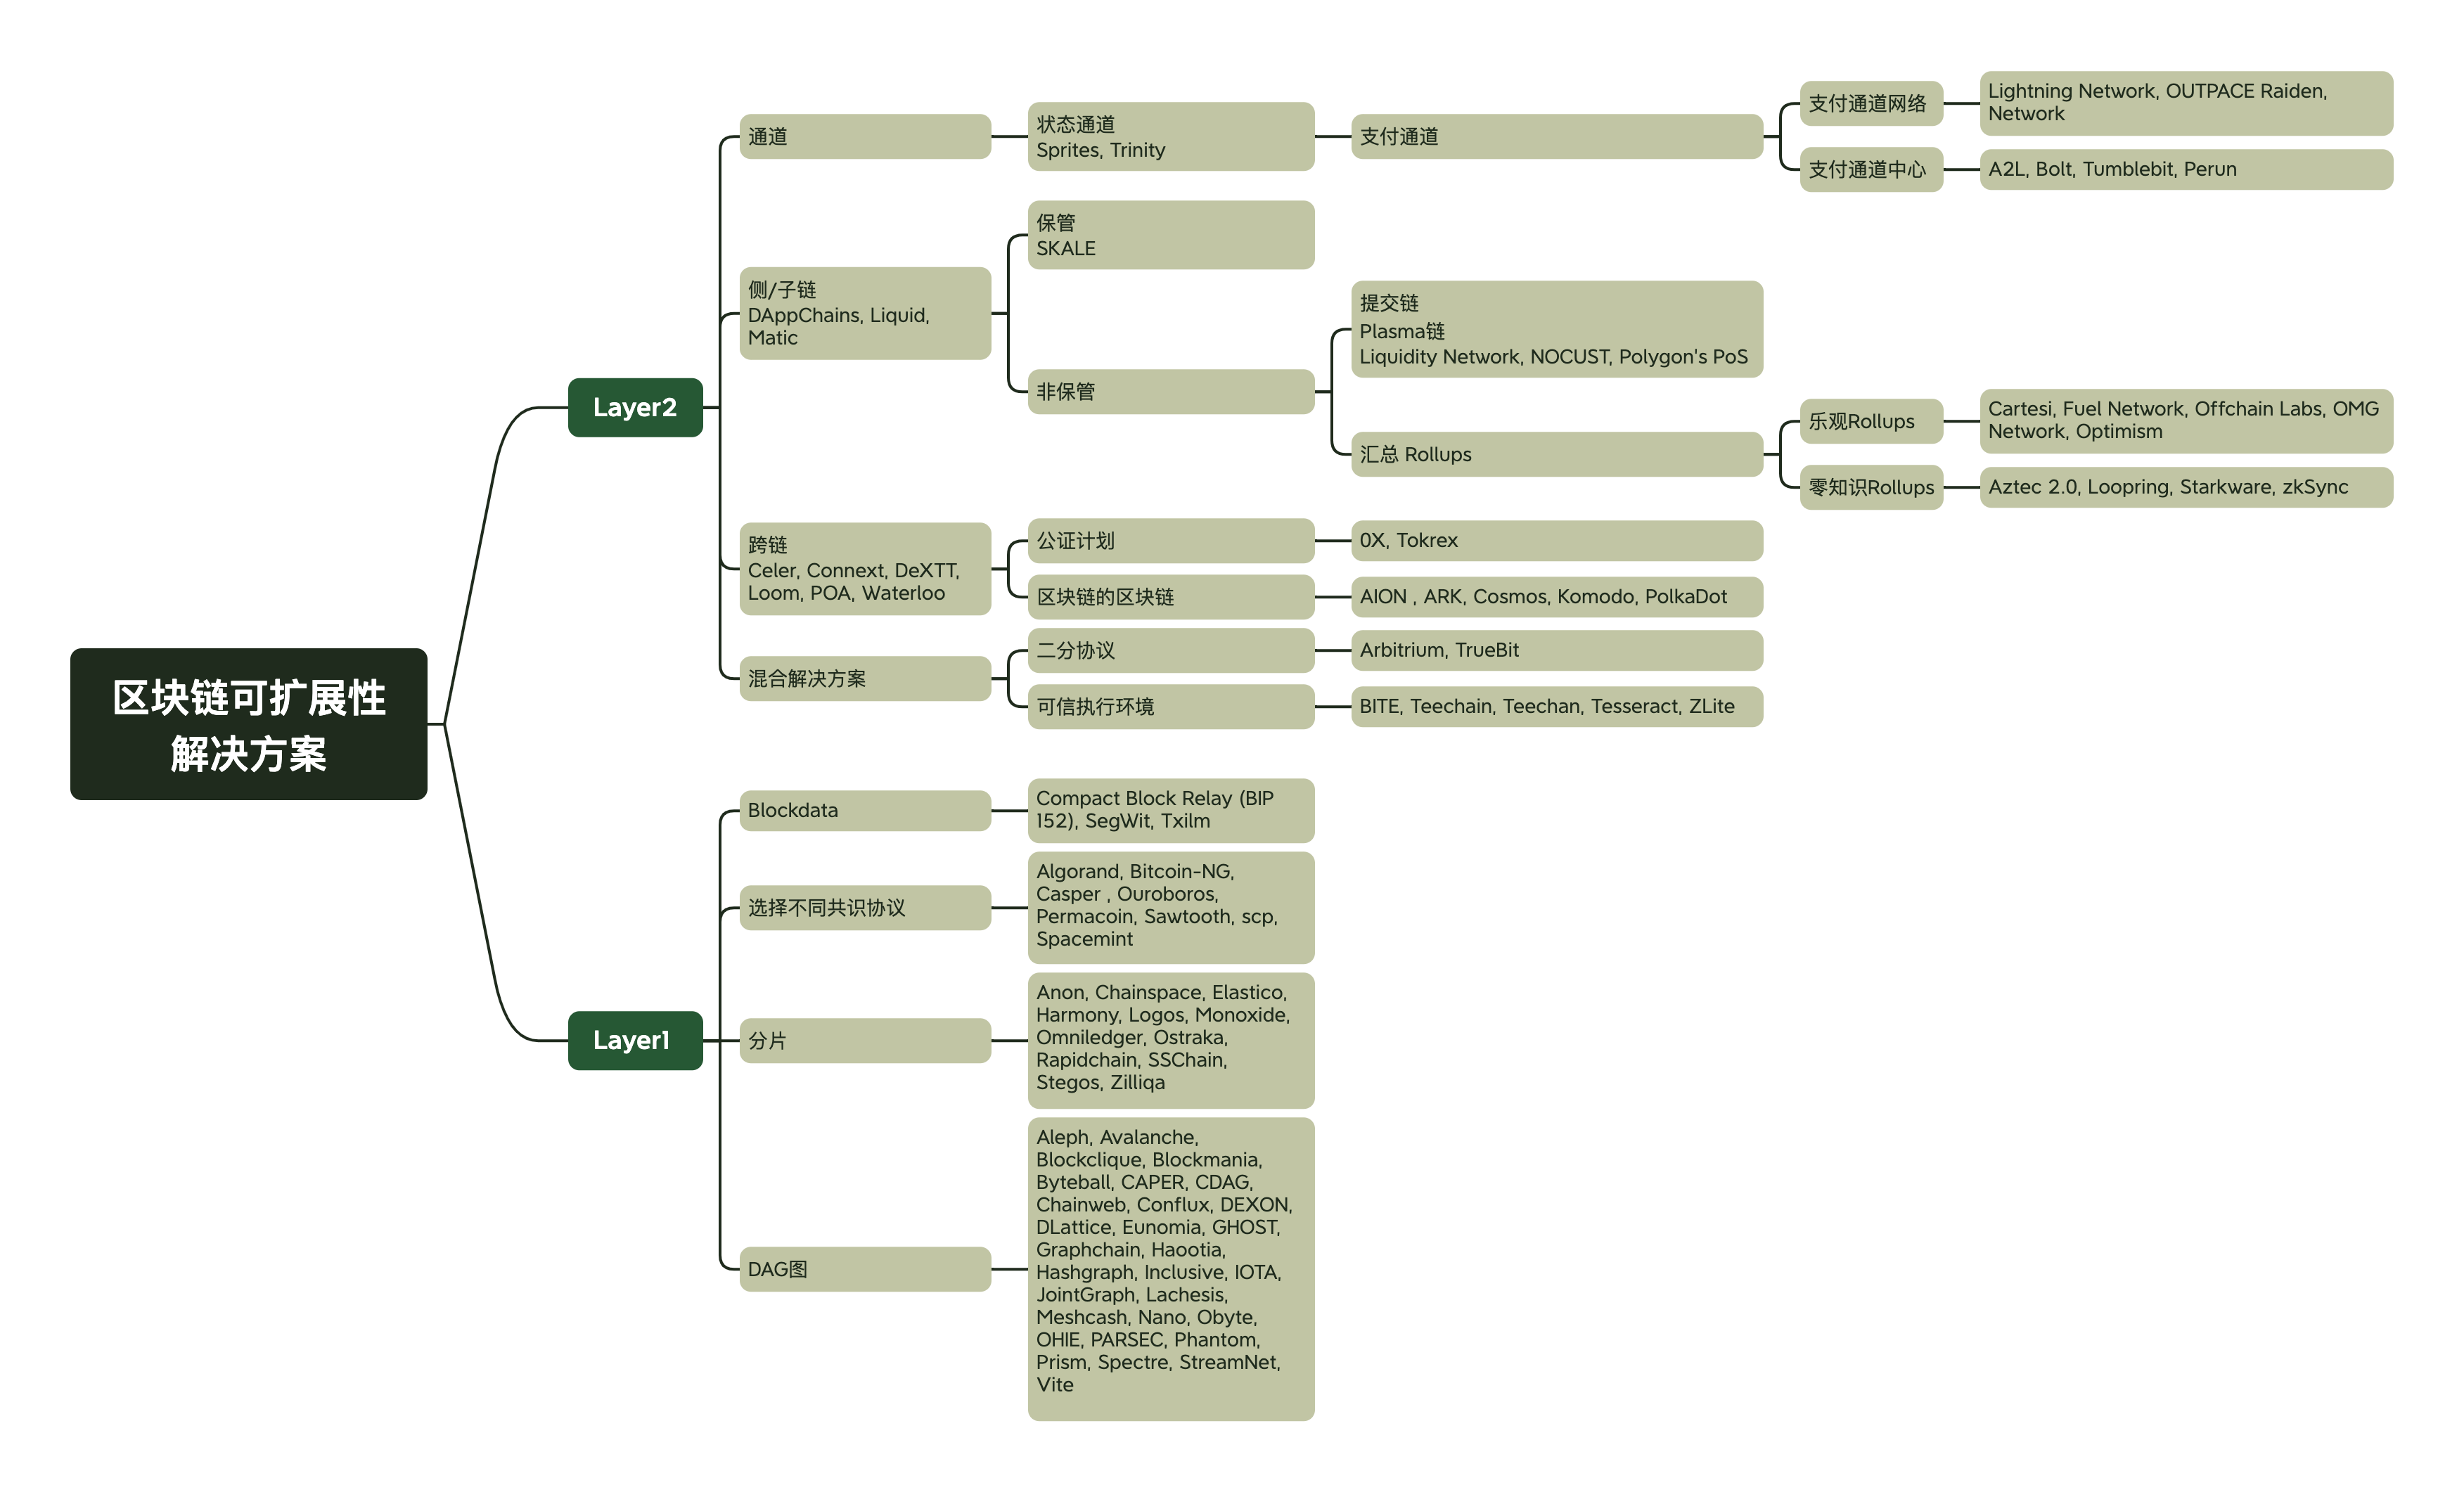 区块链可扩展性
解决方案
Layer2
通道
状态通道
Sprites, Trinity
支付通道
支付通道网络
Lightning Network, OUTPACE Raiden,
Network
支付通道中心
A2L, Bolt, Tumblebit, Perun
侧/子链
DAppChains, Liquid,
Matic
保管
SKALE
非保管
提交链
Plasma链
Liquidity Network, NOCUST, Polygon's PoS
汇总 Rollups
乐观Rollups
Cartesi, Fuel Network, Offchain Labs, OMG
Network, Optimism
零知识Rollups
Aztec 2.0, Loopring, Starkware, zkSync
跨链
Celer, Connext, DeXTT,
Loom, POA, Waterloo
公证计划
0X, Tokrex
区块链的区块链
AION , ARK, Cosmos, Komodo, PolkaDot
混合解决方案
二分协议
Arbitrium, TrueBit
可信执行环境
BITE, Teechain, Teechan, Tesseract, ZLite
Layer1
Blockdata
Compact Block Relay (BIP
152), SegWit, Txilm
选择不同共识协议
Algorand, Bitcoin-NG,
Casper , Ouroboros,
Permacoin, Sawtooth, scp,
Spacemint
分片
Anon, Chainspace, Elastico,
Harmony, Logos, Monoxide,
Omniledger, Ostraka,
Rapidchain, SSChain,
Stegos, Zilliqa
DAG图
Aleph, Avalanche,
Blockclique, Blockmania,
Byteball, CAPER, CDAG,
Chainweb, Conflux, DEXON,
DLattice, Eunomia, GHOST,
Graphchain, Haootia,
Hashgraph, Inclusive, IOTA,
JointGraph, Lachesis,
Meshcash, Nano, Obyte,
OHIE, PARSEC, Phantom,
Prism, Spectre, StreamNet,
Vite